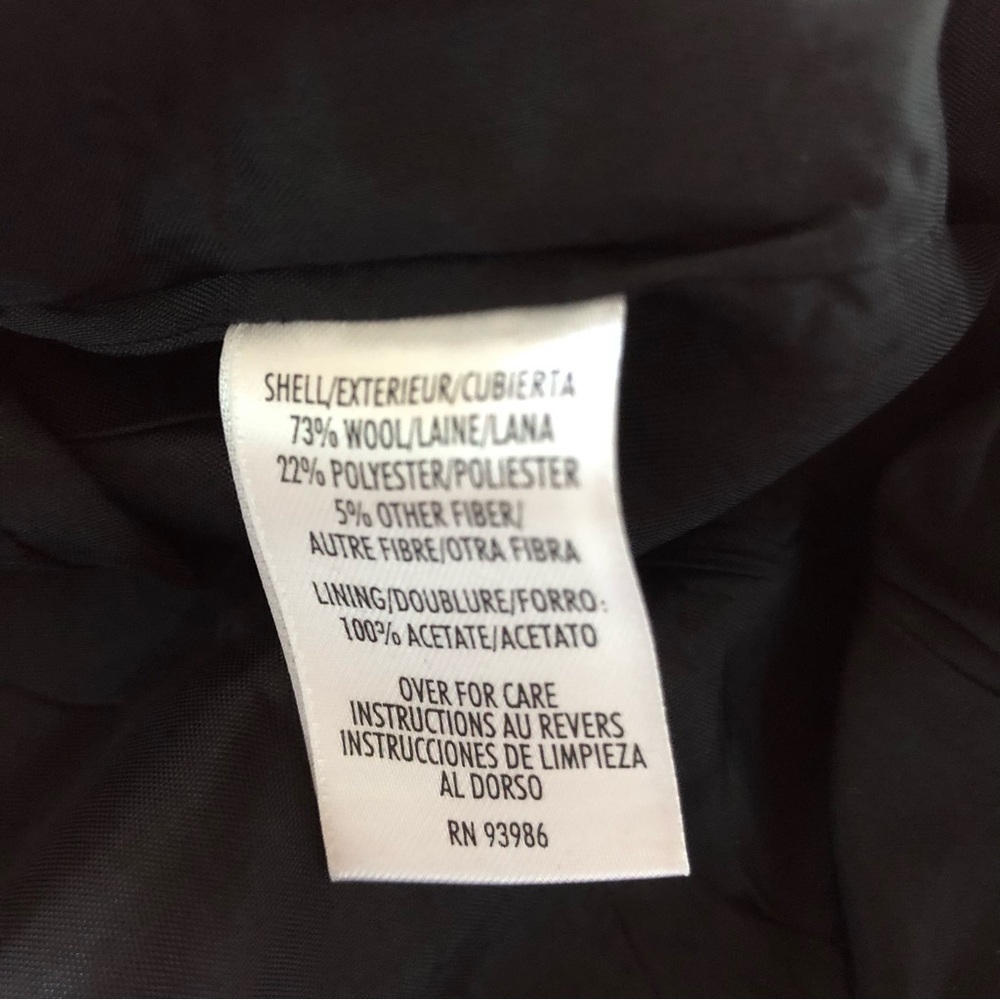 SHELL/EXTERIEUR/CUBIERTA
73% WOOL/LAINE/LANA
22% POLYESTER/POLIESTER
5% OTHER FIBER/
AUTRE FIBRE/OTRA FIBRA
LINING/DOUBLURE/FORRO:
100% ACETATE/ACETATO
OVER FOR CARE
INSTRUCTIONS AU REVERS
INSTRUCCIONES DE LIMPIEZA
AL DORSO
RN 93986